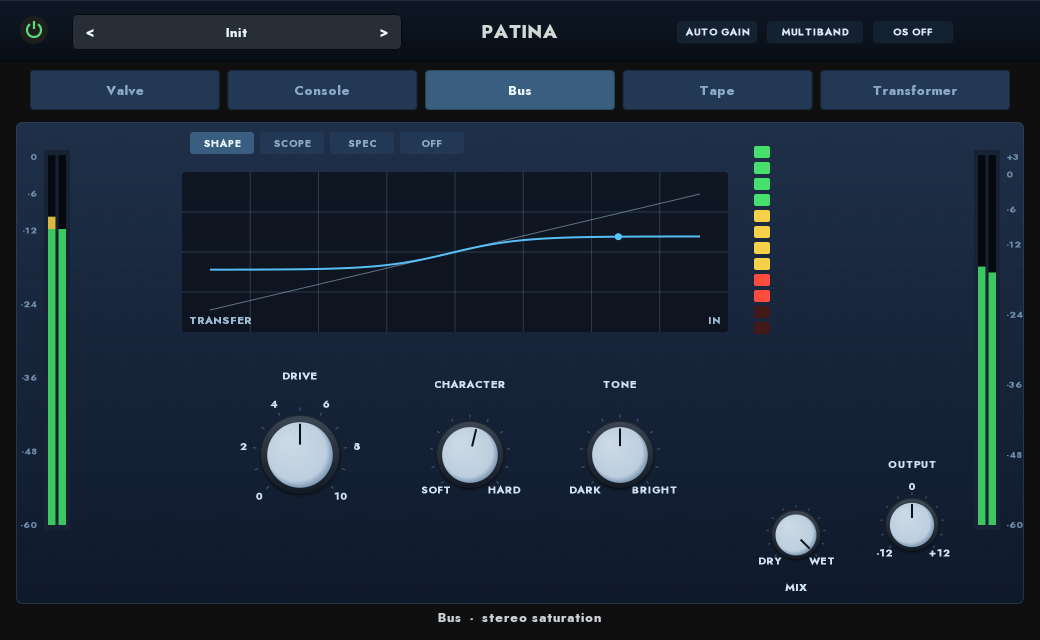 < Init >
PATINA
AUTO GAIN MULTIBAND OS OFF
Valve Console Bus Tape Transformer
SHAPE SCOPE SPEC OFF
0
-6
-12
-24
-36
-48
-60
TRANSFER IN
+3
0
-6
-12
-24
-36
-48
-60
DRIVE
4 6
2 8
0 10
CHARACTER
SOFT HARD
TONE
DARK BRIGHT
DRY WET
MIX
OUTPUT
0
-12 +12
Bus · stereo saturation